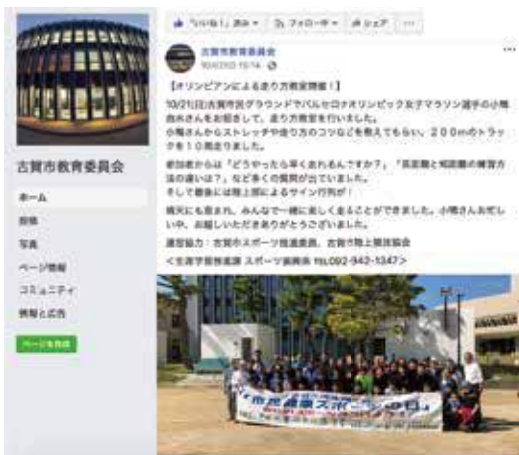 「いいね！」済み フォロー中 シェア …
古賀市教育委員会
…
【オリンピアンによる走り方教室開催！】
10/21(日)古賀市民グラウンドでバルセロナオリンピック女子マラソン選手の小鴨
由水さんをお招きして、走り方教室を行いました。
小鴨さんからストレッチや走り方のコツなどを教えてもらい、２００mのトラッ
クを１０周走りました。
参加者からは「どうやったら早く走れるんですか？」「長距離と短距離の練習方
法の違いは？」など多くの質問が出ていました。
そして最後には陸上部によるサイン行列が！
晴天にも恵まれ、みんなで一緒に楽しく走ることができました。小鴨さんお忙し
い中、お越しいただきありがとうございました。
運営協力：古賀市スポーツ推進委員、古賀市陸上競技協会
＜生涯学習推進課 スポーツ振興係 TEL092-942-1347＞
古賀市教育委員会
ホーム
投稿
写真
ページ情報
コミュニティ
情報と広告
ページを作成
市民健康スポーツの日